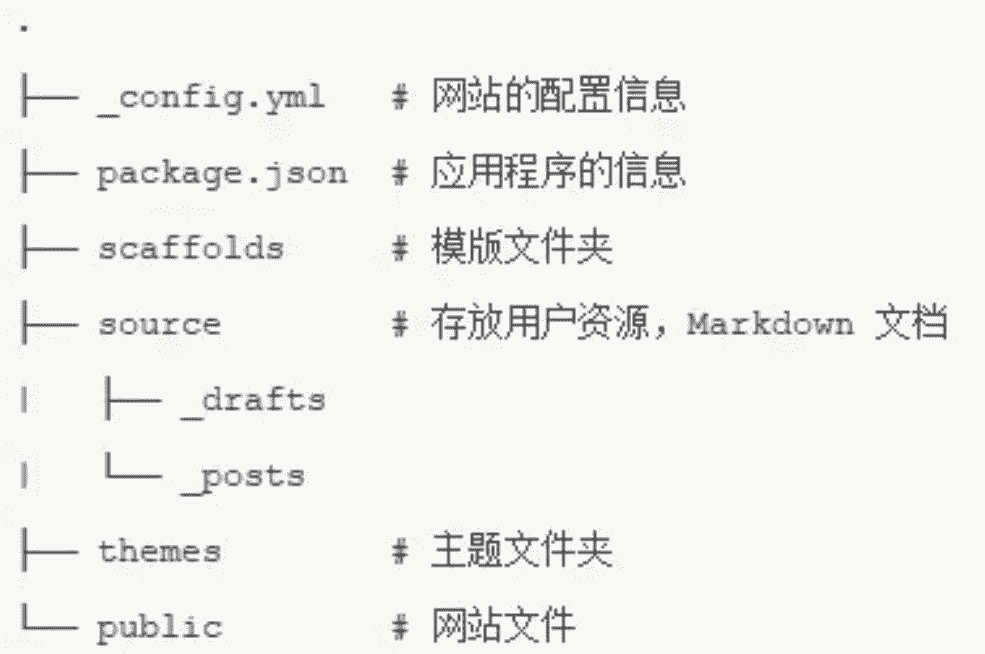 .
├── _config.yml   # 网站的配置信息
├── package.json  # 应用程序的信息
├── scaffolds     # 模版文件夹
├── source        # 存放用户资源，Markdown 文档
|   ├── _drafts
|   └── _posts
├── themes        # 主题文件夹
└── public        # 网站文件